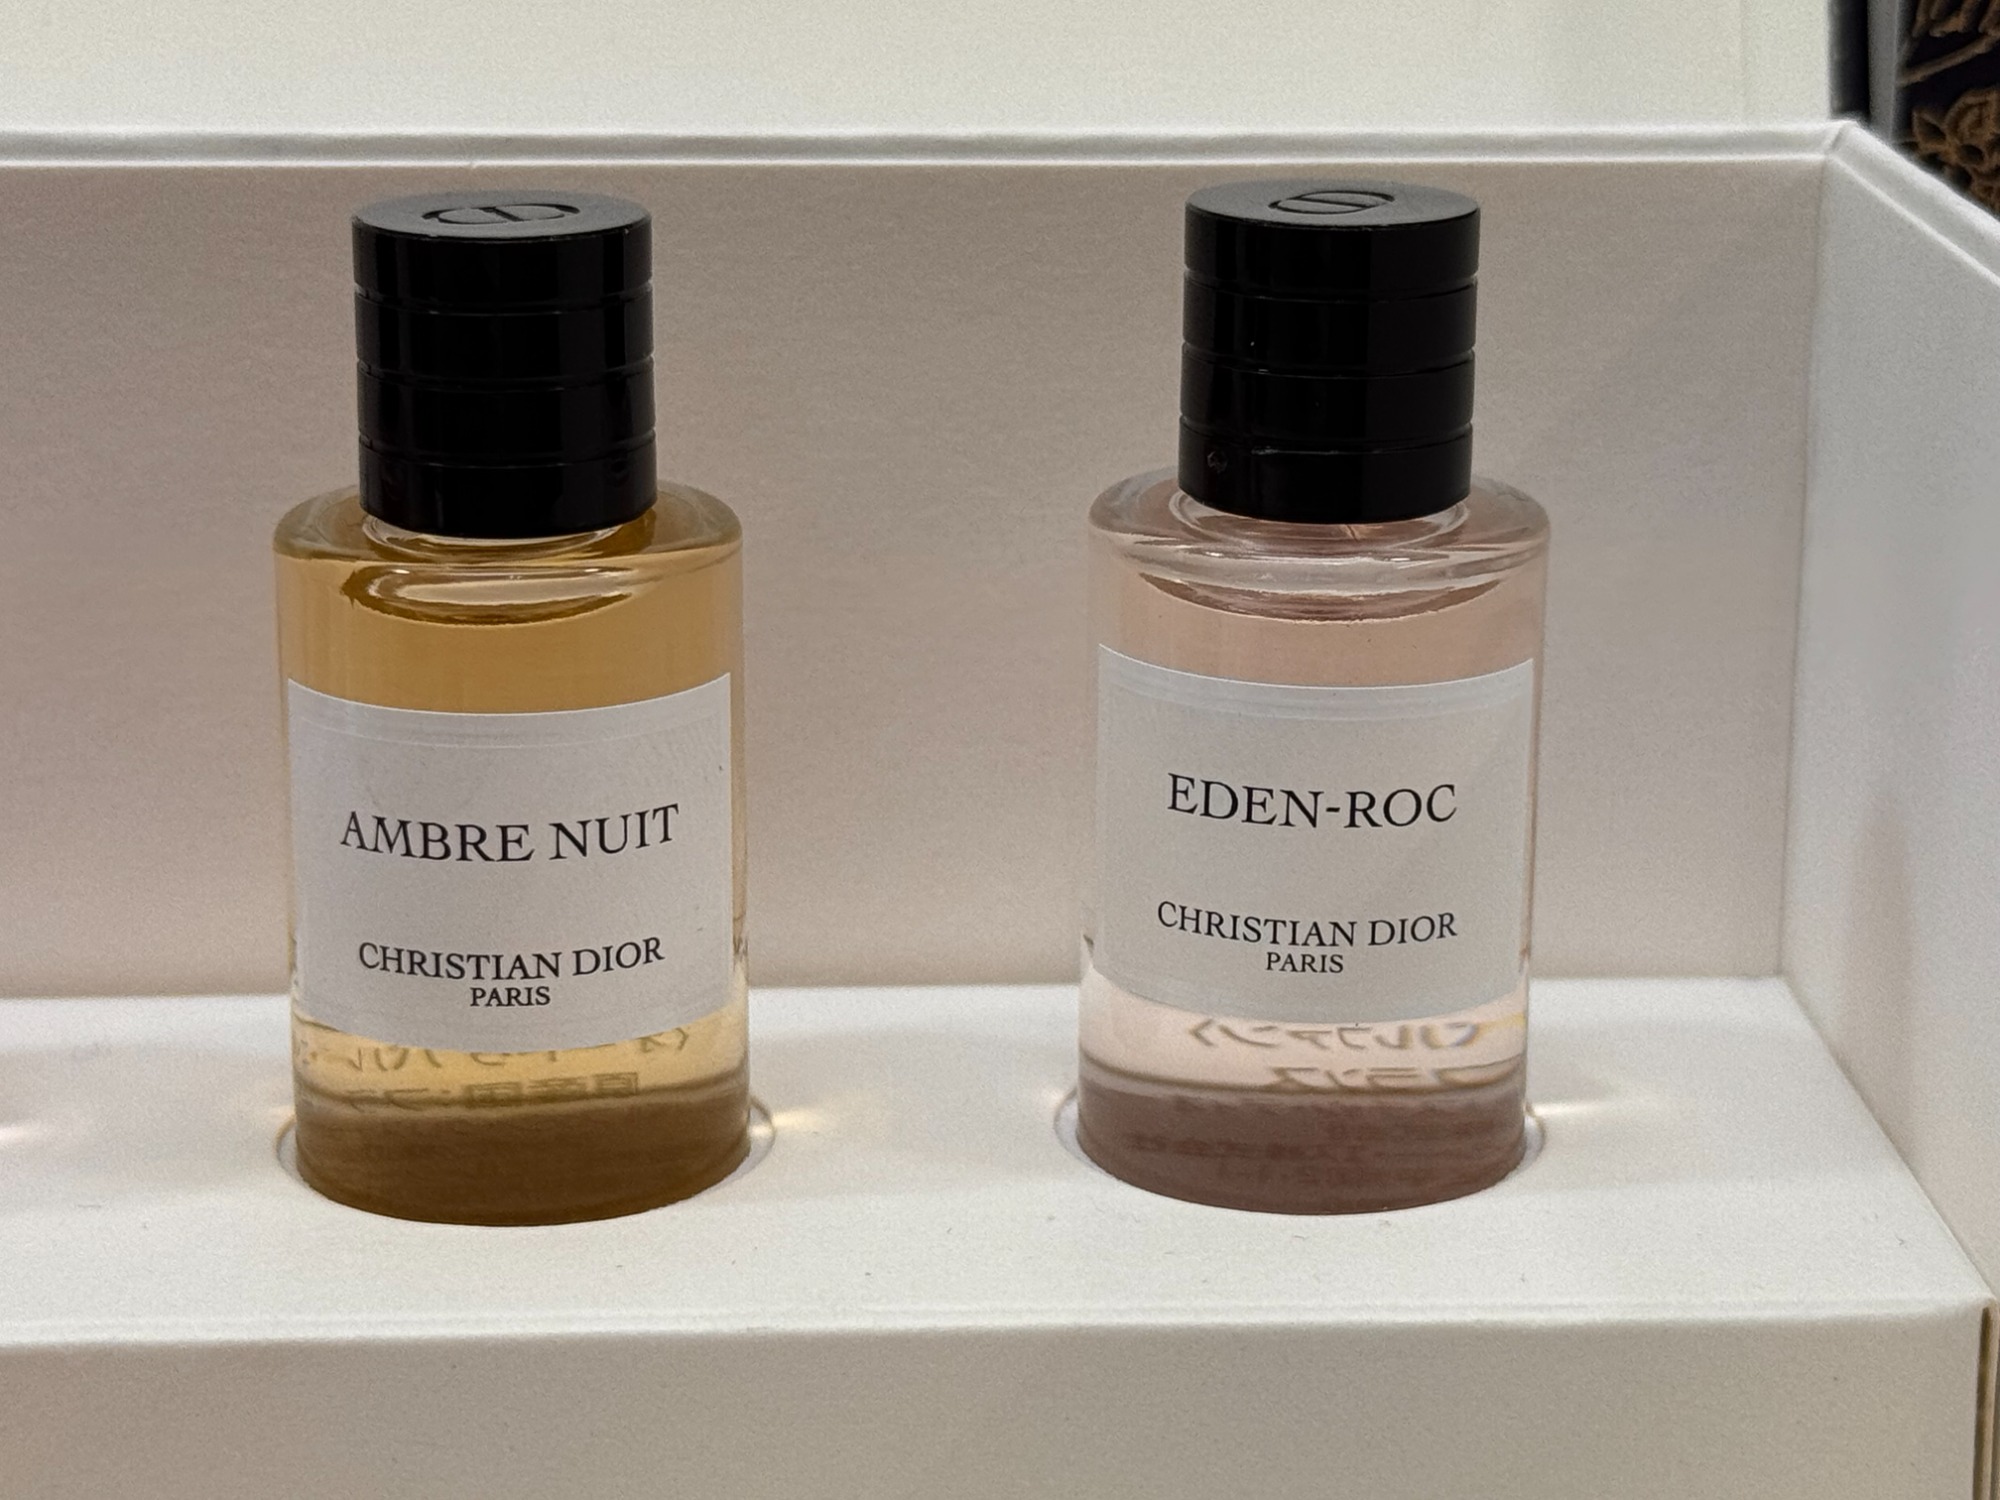 AMBRE NUIT
CHRISTIAN DIOR
PARIS
EDEN-ROC
CHRISTIAN DIOR
PARIS